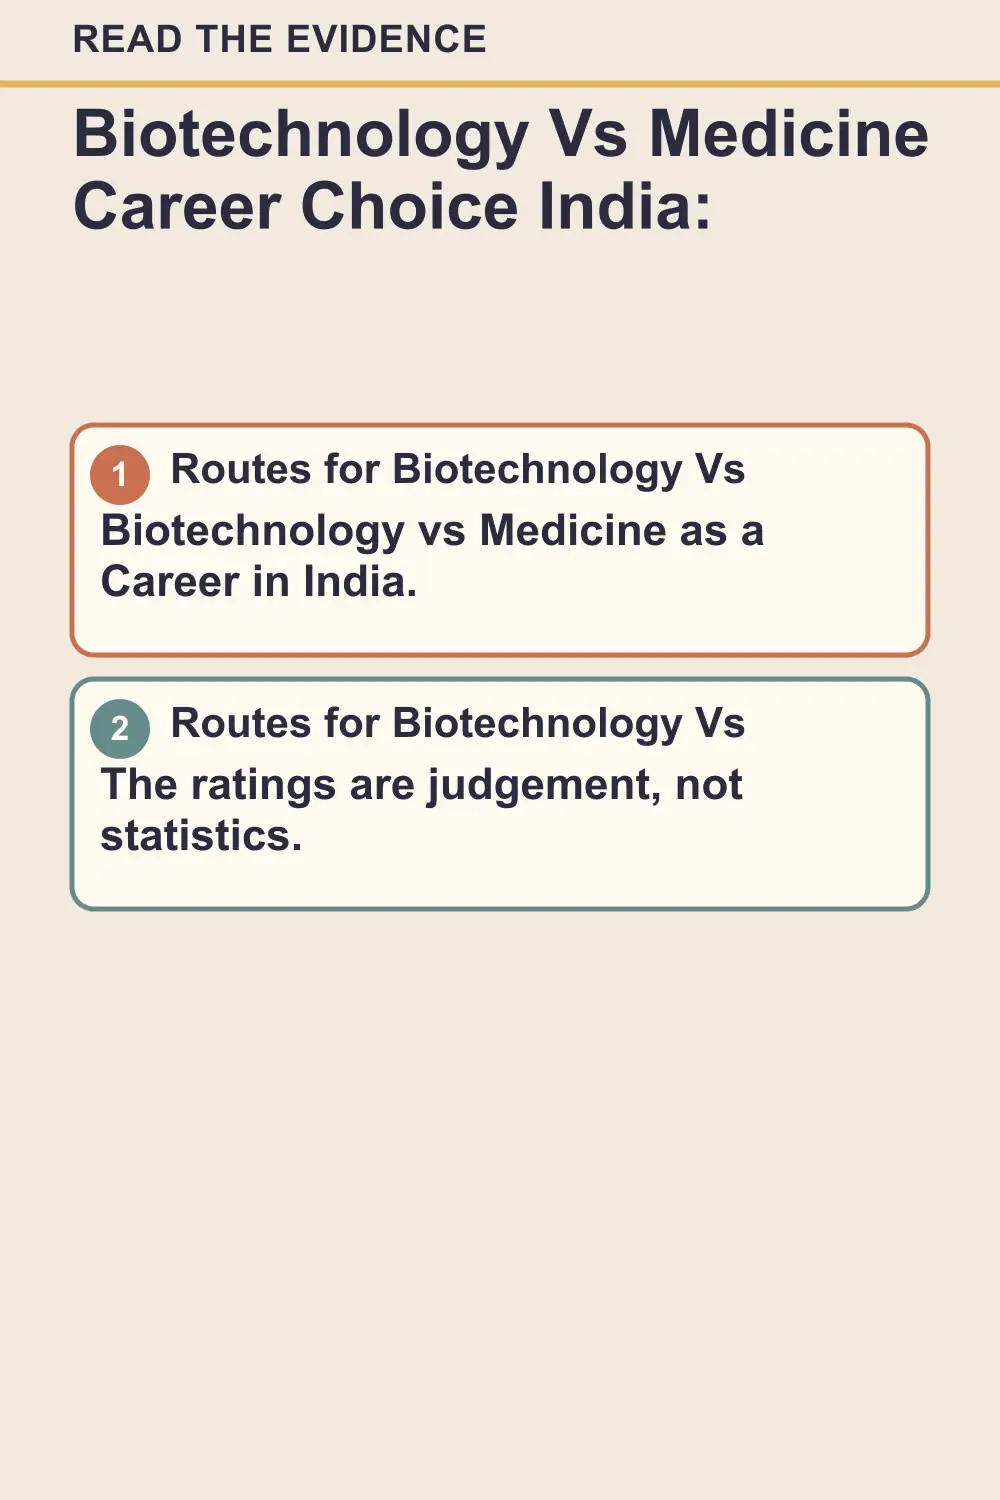 READ THE EVIDENCE
Biotechnology Vs Medicine
Career Choice India:
1 Routes for Biotechnology Vs
Biotechnology vs Medicine as a
Career in India.
2 Routes for Biotechnology Vs
The ratings are judgement, not
statistics.